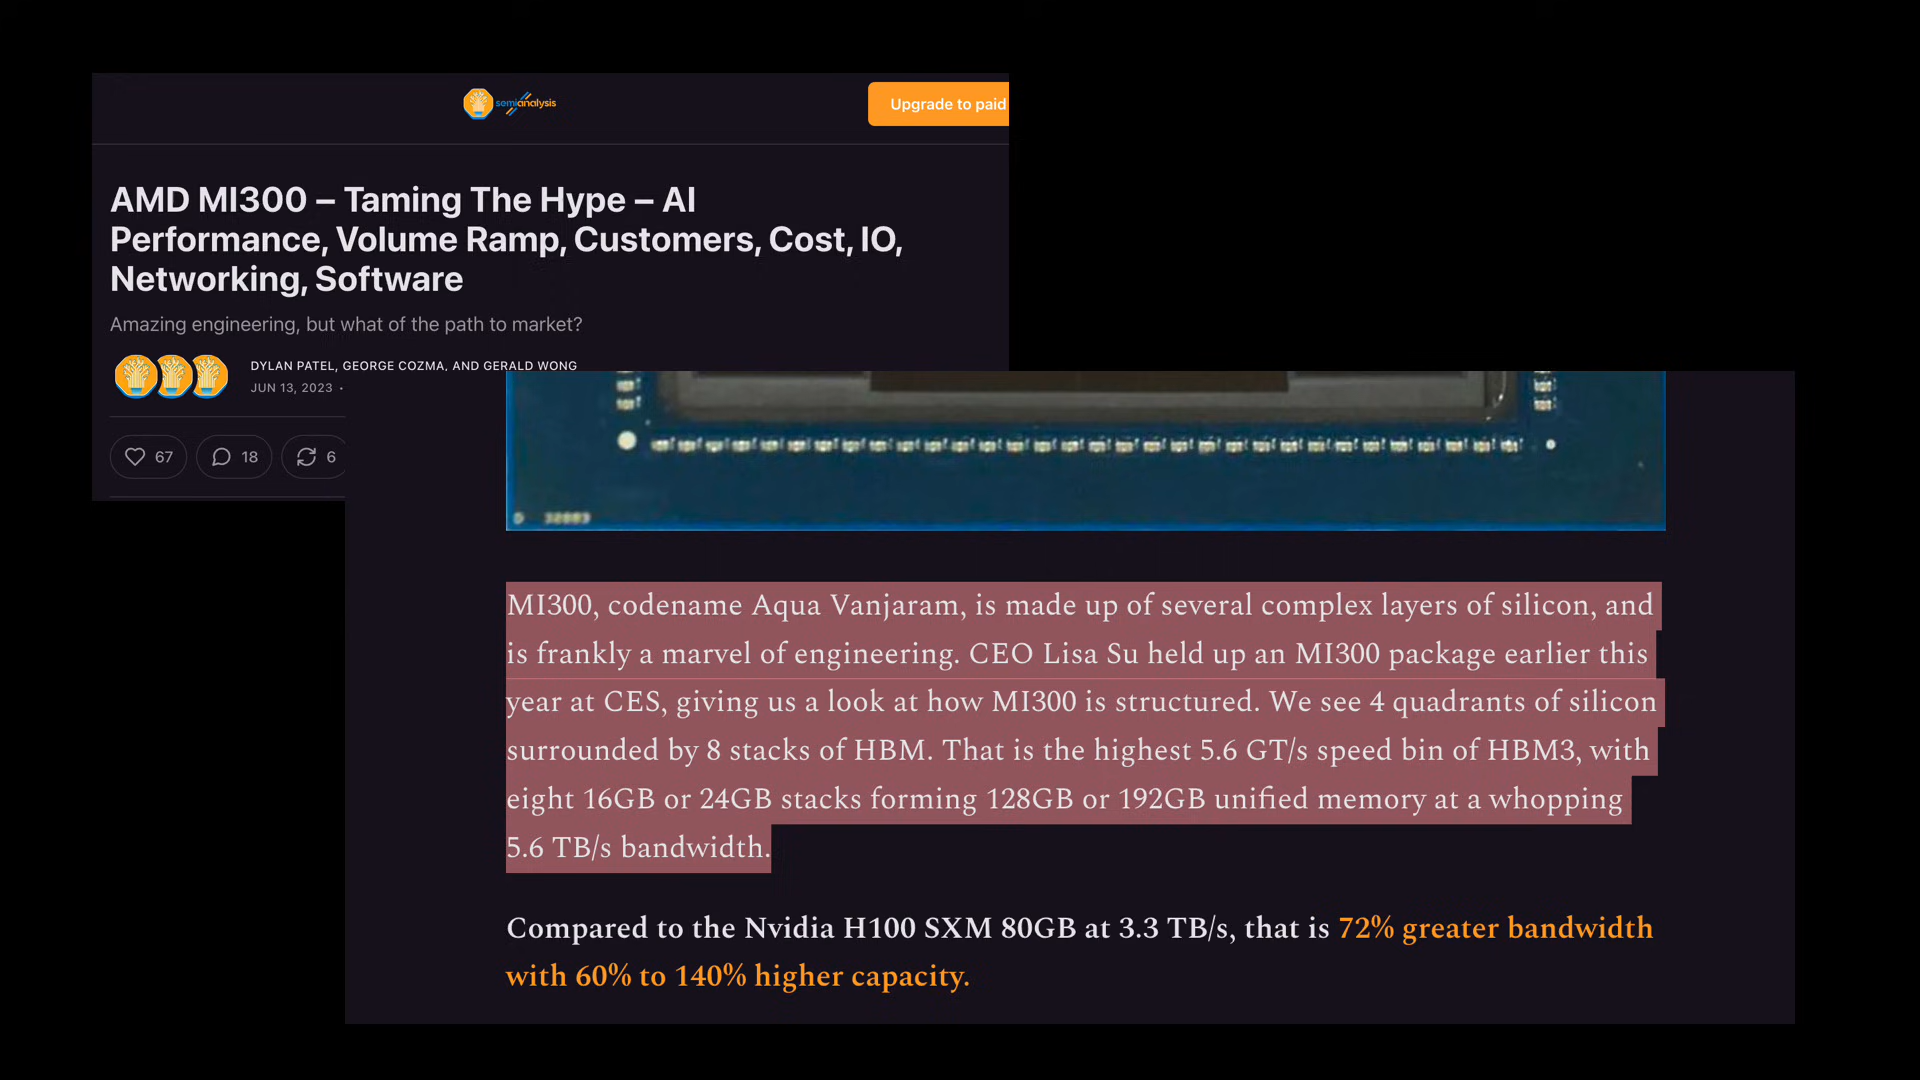 semianalysis
Upgrade to paid
AMD MI300 – Taming The Hype – AI
Performance, Volume Ramp, Customers, Cost, IO,
Networking, Software
Amazing engineering, but what of the path to market?
DYLAN PATEL, GEORGE COZMA, AND GERALD WONG
JUN 13, 2023 ·
67 18 6
MI300, codename Aqua Vanjaram, is made up of several complex layers of silicon, and
is frankly a marvel of engineering. CEO Lisa Su held up an MI300 package earlier this
year at CES, giving us a look at how MI300 is structured. We see 4 quadrants of silicon
surrounded by 8 stacks of HBM. That is the highest 5.6 GT/s speed bin of HBM3, with
eight 16GB or 24GB stacks forming 128GB or 192GB unified memory at a whopping
5.6 TB/s bandwidth.
Compared to the Nvidia H100 SXM 80GB at 3.3 TB/s, that is 72% greater bandwidth
with 60% to 140% higher capacity.